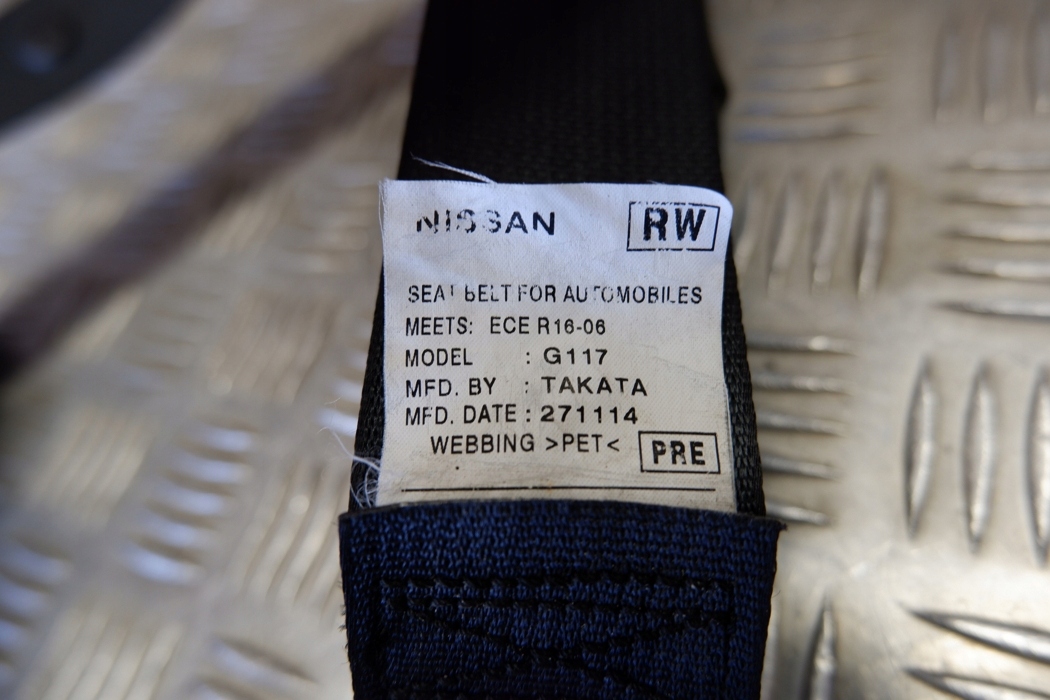 NISSAN RW
SEAT BELT FOR AUTOMOBILES
MEETS: ECE R16-06
MODEL : G117
MFD. BY : TAKATA
MFD. DATE : 271114
WEBBING >PET< PRE